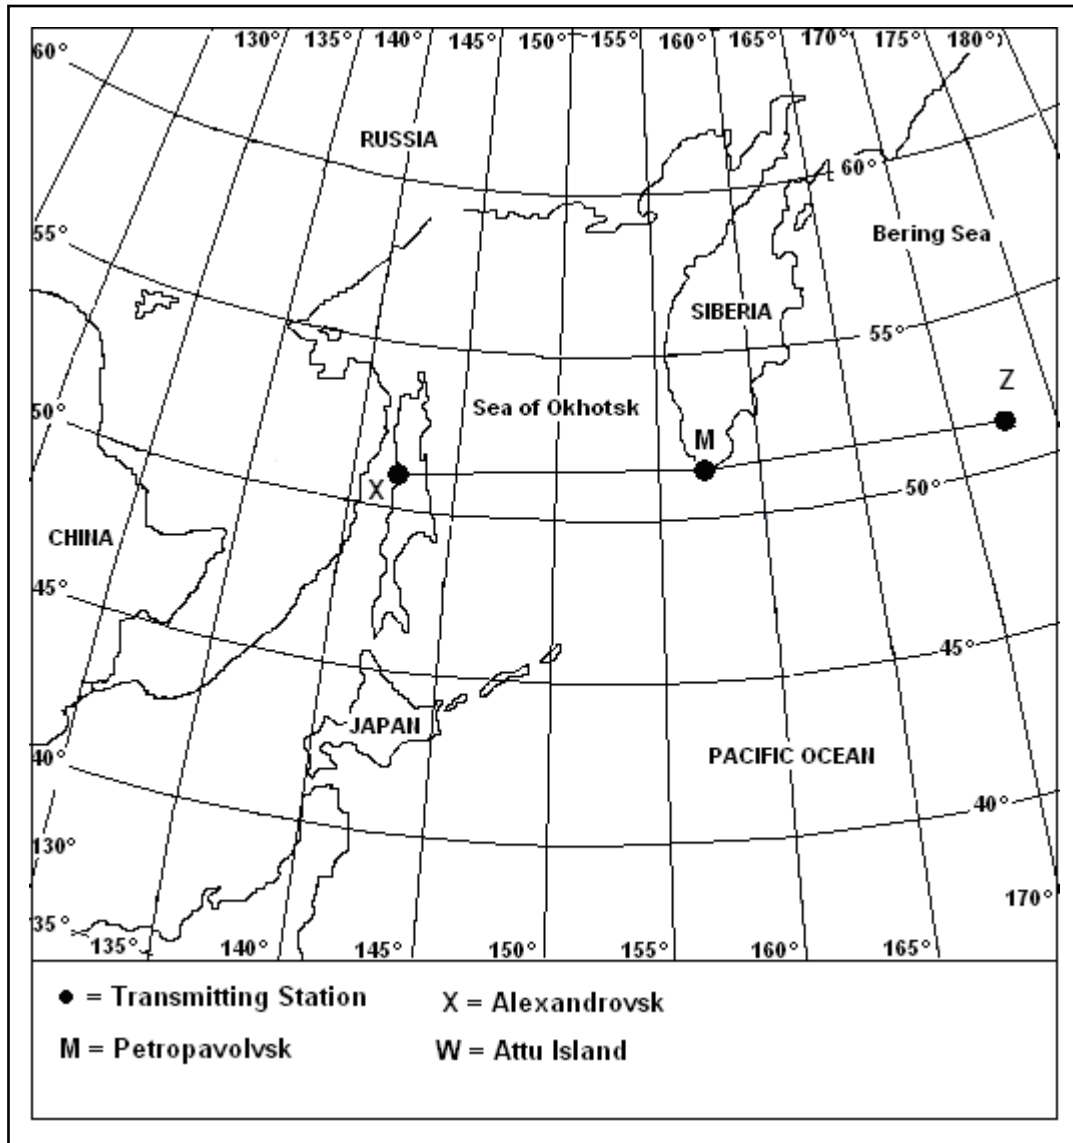 60° 130° 135° 140° 145° 150° 155° 160° 165° 170° 175° 180°)
RUSSIA
60°
Bering Sea
55°
SIBERIA
55°
Z
50°
Sea of Okhotsk
M
X
50°
CHINA
45°
45°
JAPAN
PACIFIC OCEAN
40°
40°
130°
170°
35°
135° 140° 145° 150° 155° 160° 165°
● = Transmitting Station X = Alexandrovsk
M = Petropavolvsk W = Attu Island